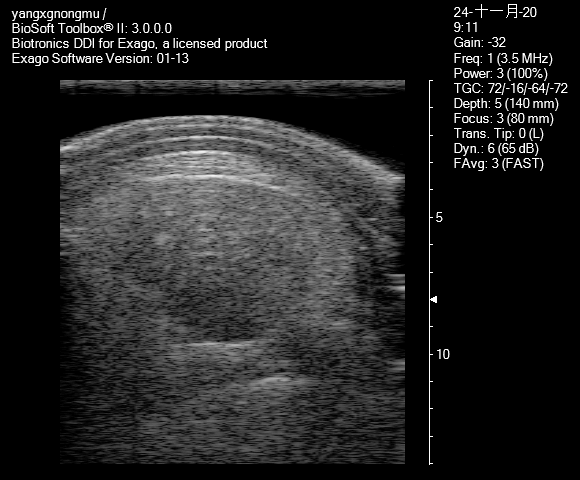 yangxgnongmu /
BioSoft Toolbox® II: 3.0.0.0
Biotronics DDI for Exago, a licensed product
Exago Software Version: 01-13
24-十一月-20
9:11
Gain: -32
Freq: 1 (3.5 MHz)
Power: 3 (100%)
TGC: 72/-16/-64/-72
Depth: 5 (140 mm)
Focus: 3 (80 mm)
Trans. Tip: 0 (L)
Dyn.: 6 (65 dB)
FAvg: 3 (FAST)
5
10